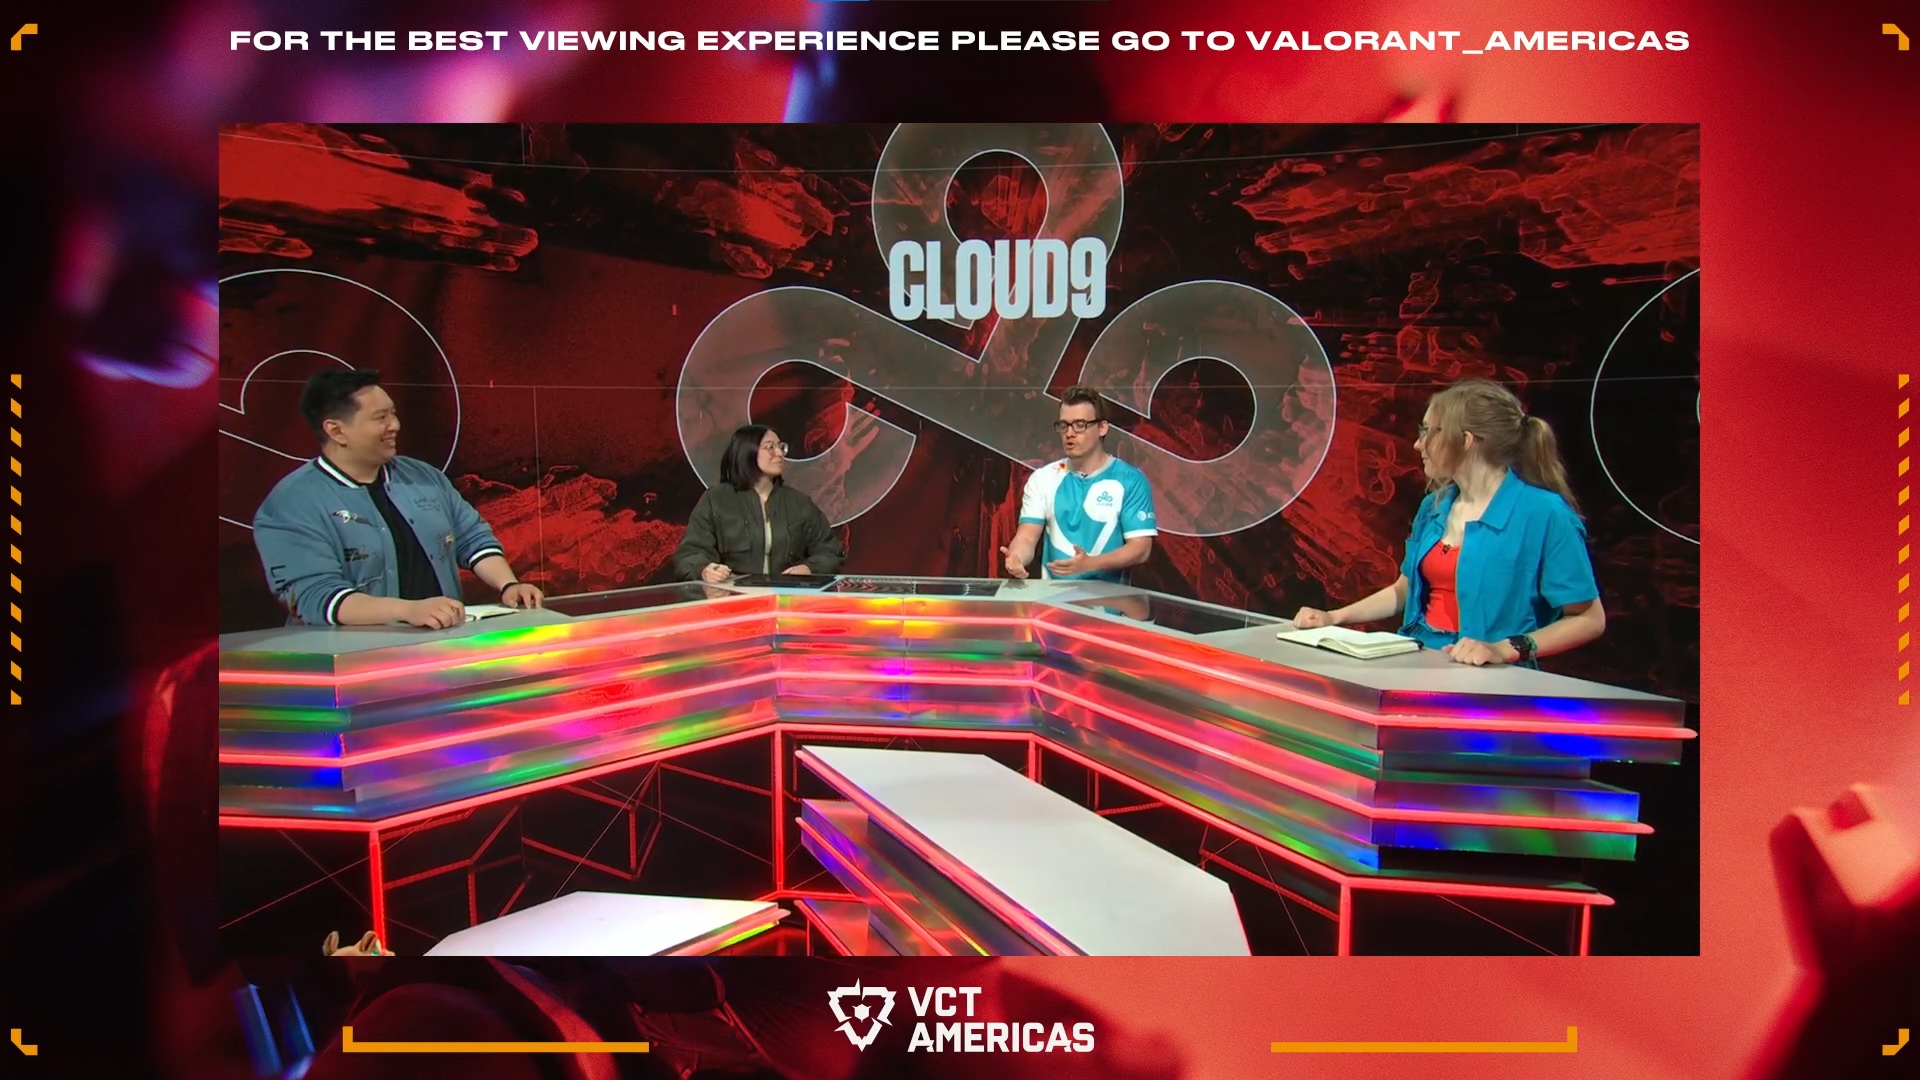 FOR THE BEST VIEWING EXPERIENCE PLEASE GO TO VALORANT_AMERICAS
CLOUD9
VCT
AMERICAS